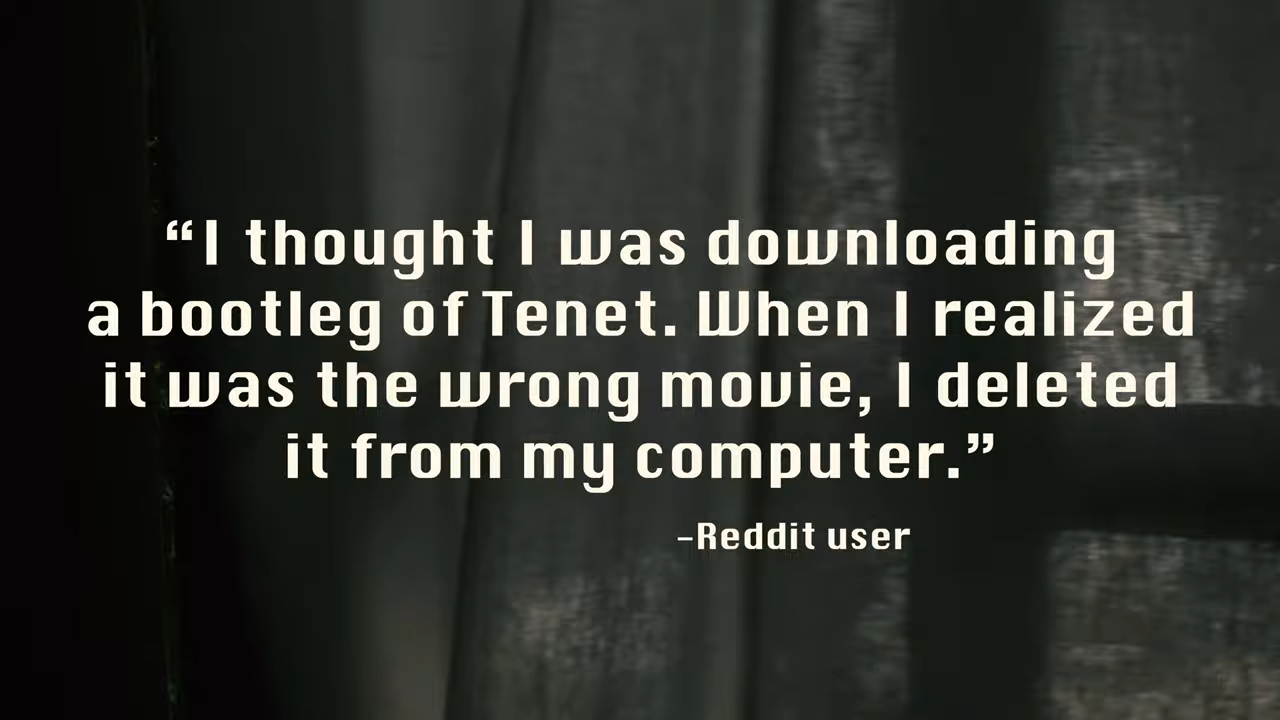 “I thought I was downloading
a bootleg of Tenet. When I realized
it was the wrong movie, I deleted
it from my computer.”
-Reddit user